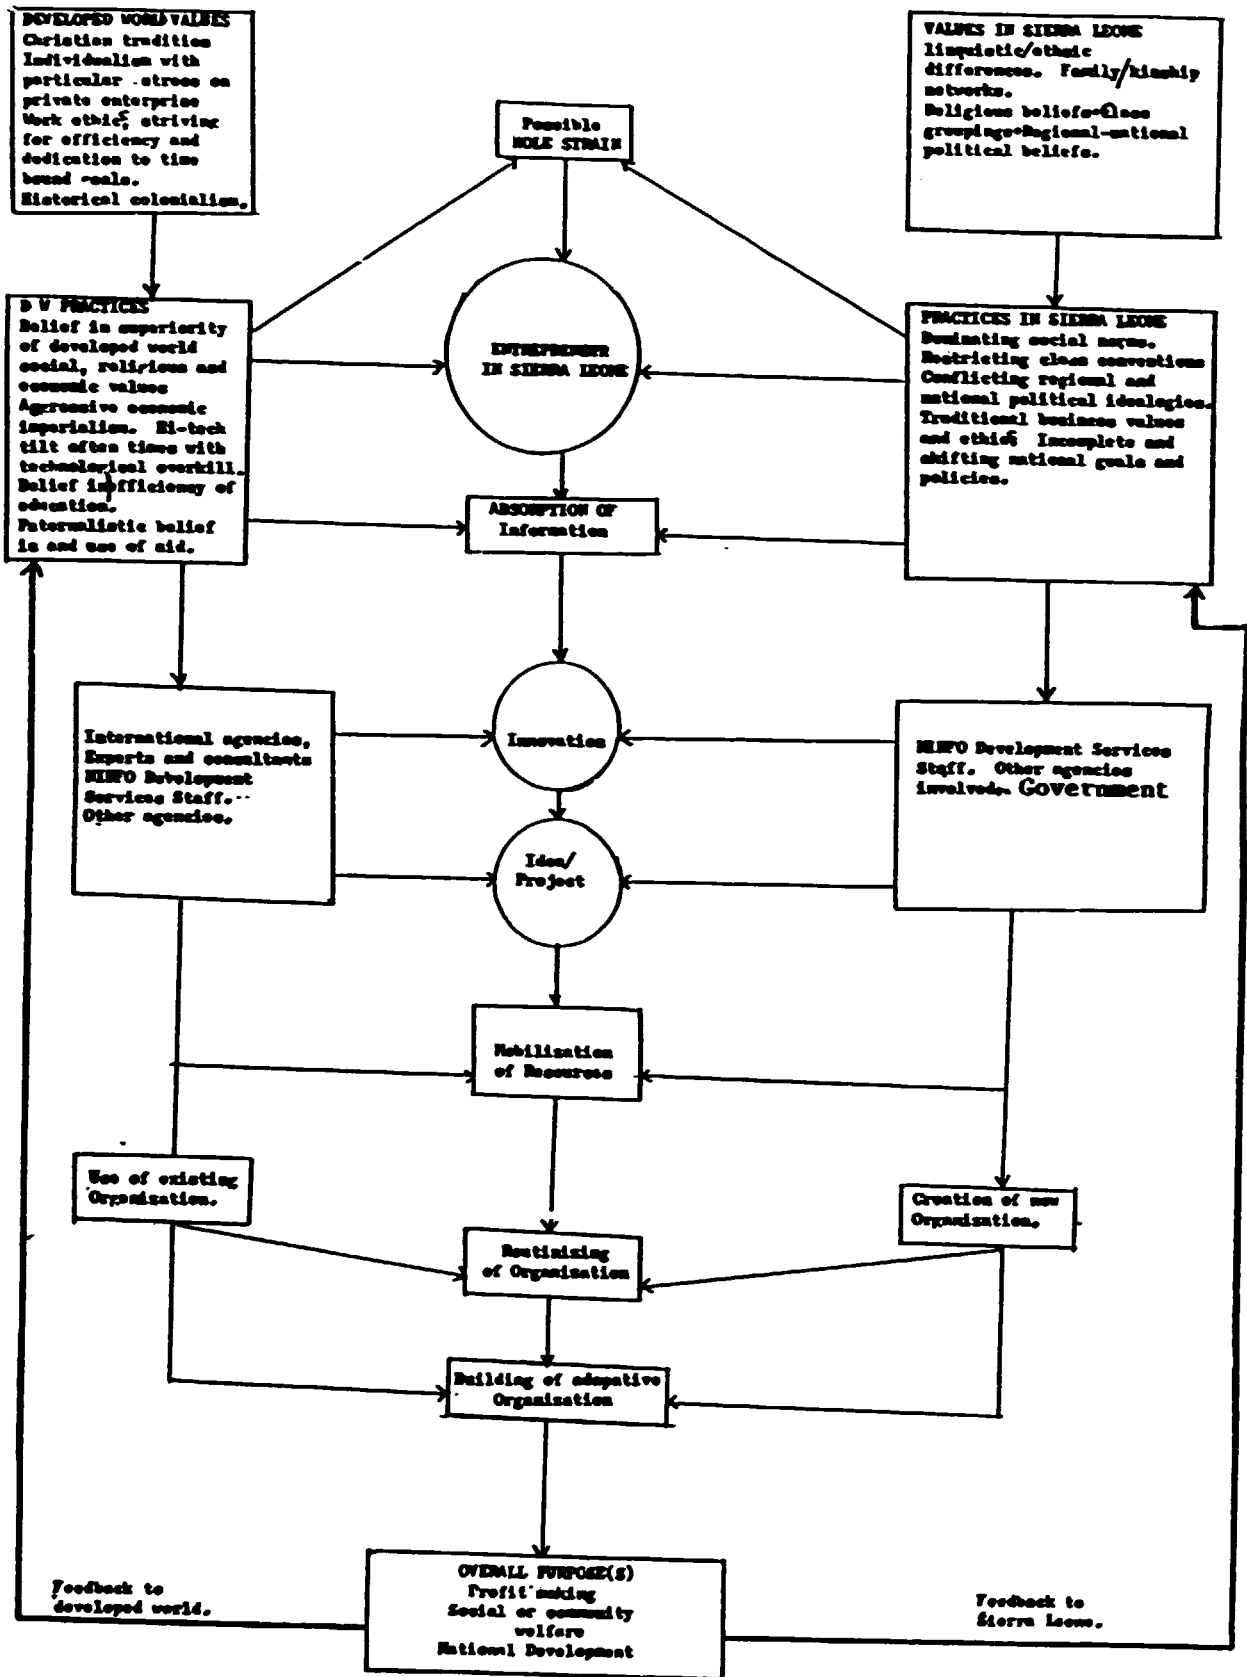 DEVELOPED WORLD VALUES
Christian tradition
Individualism with
particular stress on
private enterprise
Work ethic, striving
for efficiency and
dedication to time
bound goals.
Historical colonialism.
Possible
ROLE STRAIN
VALUES IN SIERRA LEONE
linguistic/ethnic
differences. Family/kinship
networks.
Religious beliefs Class
groupings Regional-national
political beliefs.
D W PRACTICES
Belief in superiority
of developed world
social, religious and
economic values
Aggressive economic
imperialism. Hi-tech
tilt often times with
technological overkill.
Belief in efficiency of
education.
Paternalistic belief
in and use of aid.
ENTREPRENEUR
IN SIERRA LEONE
PRACTICES IN SIERRA LEONE
Dominating social norms.
Restricting class conventions
Conflicting regional and
national political idealogies.
Traditional business values
and ethics Incomplete and
shifting national goals and
policies.
ABSORPTION OF
Information
International agencies,
Experts and consultants
Development
Services Staff.
Other agencies.
Innovation
Development Services
Staff. Other agencies
involved. Government
Idea/
Project
Mobilization
of Resources
Use of existing
Organization.
Creation of new
Organization.
Routinizing
of Organization
Building of adaptive
Organization
OVERALL PURPOSE(S)
Profit making
Social or community
welfare
National Development
Feedback to
developed world.
Feedback to
Sierra Leone.